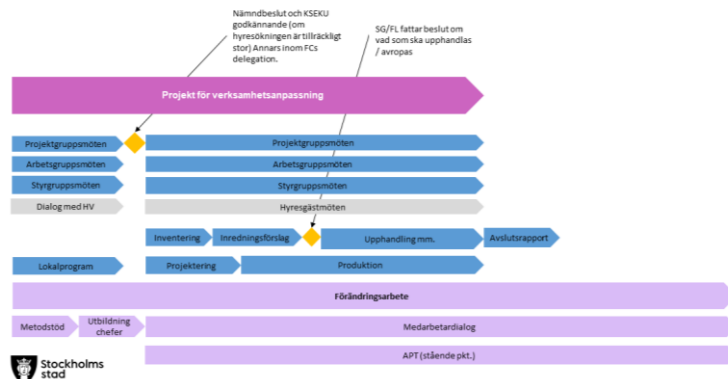 Nämndbeslut och KSEKU
godkännande (om
hyresökningen är tillräckligt
stor) Annars inom FCs
delegation.
SG/FL fattar beslut om
vad som ska upphandlas
/ avropas
Projekt för verksamhetsanpassning
Projektgruppsmöten
Projektgruppsmöten
Arbetsgruppsmöten
Arbetsgruppsmöten
Styrgruppsmöten
Styrgruppsmöten
Dialog med HV
Hyresgästmöten
Inventering
Inredningsförslag
Upphandling mm.
Avslutsrapport
Lokalprogram
Projektering
Produktion
Förändringsarbete
Metodstöd
Utbildning
chefer
Medarbetardialog
APT (stående pkt.)
Stockholms
stad